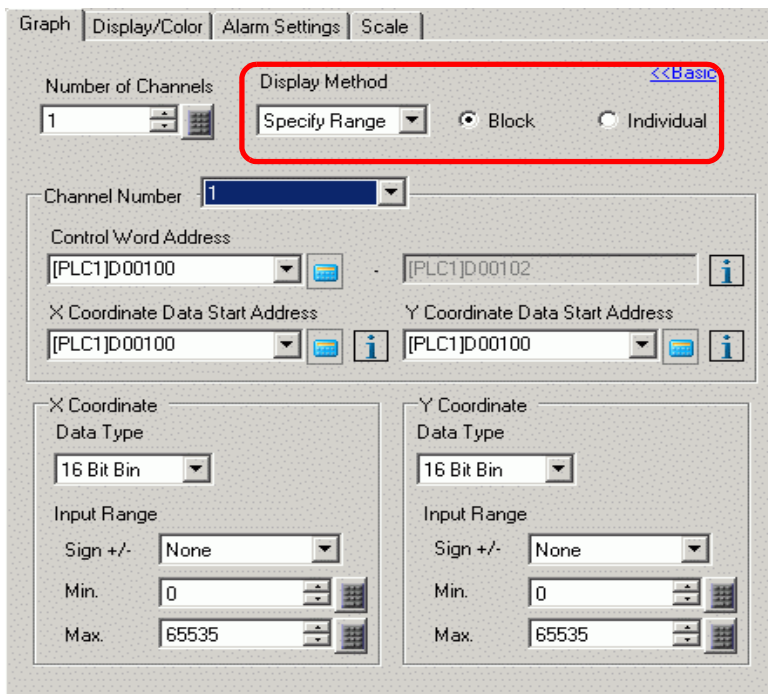 Graph Display/Color Alarm Settings Scale
<<Basic
Number of Channels Display Method
1 Specify Range Block Individual
Channel Number 1
Control Word Address
[PLC1]D00100 - [PLC1]D00102
X Coordinate Data Start Address Y Coordinate Data Start Address
[PLC1]D00100 [PLC1]D00100
X Coordinate Y Coordinate
Data Type Data Type
16 Bit Bin 16 Bit Bin
Input Range Input Range
Sign +/- None Sign +/- None
Min. 0 Min. 0
Max. 65535 Max. 65535